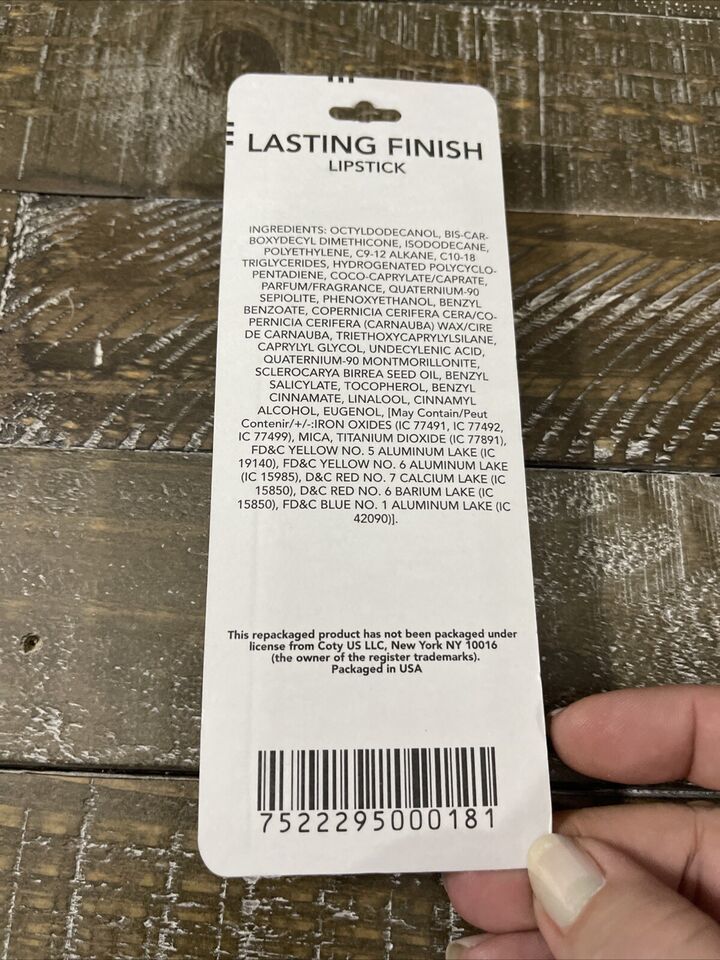 LASTING FINISH
LIPSTICK
INGREDIENTS: OCTYLDODECANOL, BIS-CAR-
BOXYDECYL DIMETHICONE, ISODODECANE,
POLYETHYLENE, C9-12 ALKANE, C10-18
TRIGLYCERIDES, HYDROGENATED POLYCYCLO-
PENTADIENE, COCO-CAPRYLATE/CAPRATE,
PARFUM/FRAGRANCE, QUATERNIUM-90
SEPIOLITE, PHENOXYETHANOL, BENZYL
BENZOATE, COPERNICIA CERIFERA CERA/CO-
PERNICIA CERIFERA (CARNAUBA) WAX/CIRE
DE CARNAUBA, TRIETHOXYCAPRYLYLSILANE,
CAPRYLYL GLYCOL, UNDECYLENIC ACID,
QUATERNIUM-90 MONTMORILLONITE,
SCLEROCARYA BIRREA SEED OIL, BENZYL
SALICYLATE, TOCOPHEROL, BENZYL
CINNAMATE, LINALOOL, CINNAMYL
ALCOHOL, EUGENOL, [May Contain/Peut
Contenir/+/-:IRON OXIDES (IC 77491, IC 77492,
IC 77499), MICA, TITANIUM DIOXIDE (IC 77891),
FD&C YELLOW NO. 5 ALUMINUM LAKE (IC
19140), FD&C YELLOW NO. 6 ALUMINUM LAKE
(IC 15985), D&C RED NO. 7 CALCIUM LAKE (IC
15850), D&C RED NO. 6 BARIUM LAKE (IC
15850), FD&C BLUE NO. 1 ALUMINUM LAKE (IC
42090)].
This repackaged product has not been packaged under
license from Coty US LLC, New York NY 10016
(the owner of the register trademarks).
Packaged in USA
7522295000181